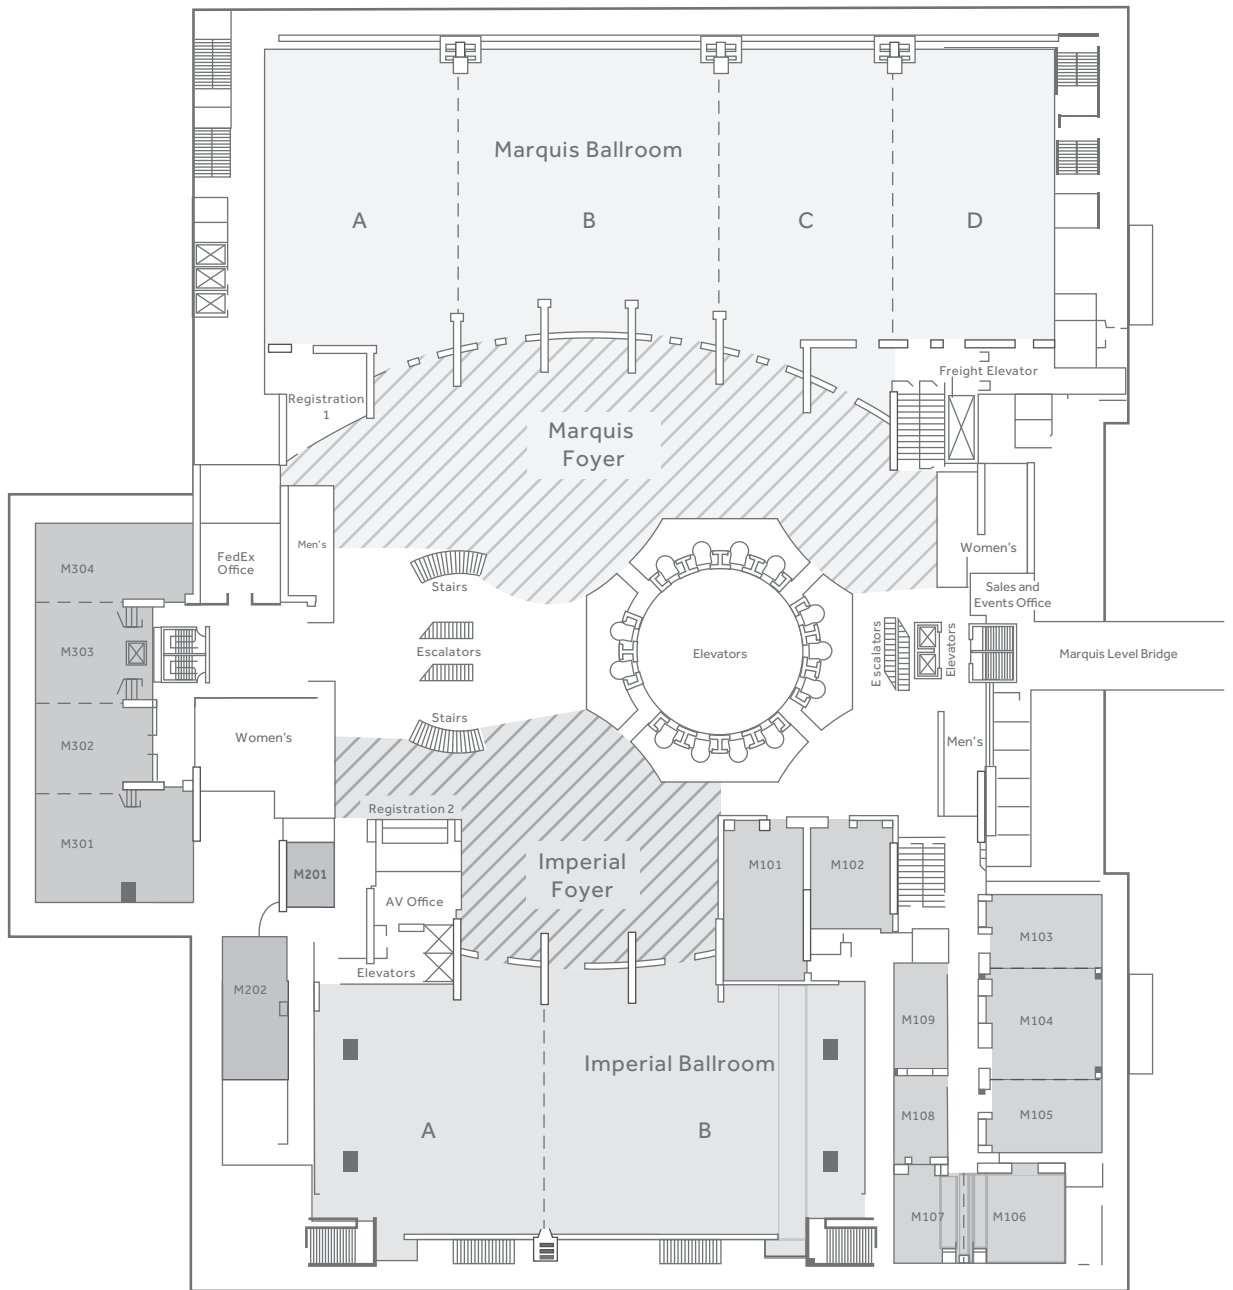 Marquis Ballroom
A
B
C
D
Freight Elevator
Registration
1
Marquis
Foyer
Men's
FedEx
Office
Women's
M304
Stairs
Sales and
Events Office
M303
Escalators
Elevators
Escalators
Elevators
Marquis Level Bridge
Stairs
M302
Women's
Men's
Registration 2
M301
M201
Imperial
Foyer
M101
M102
AV Office
M103
Elevators
M202
M109
M104
Imperial Ballroom
A
B
M108
M105
M107
M106